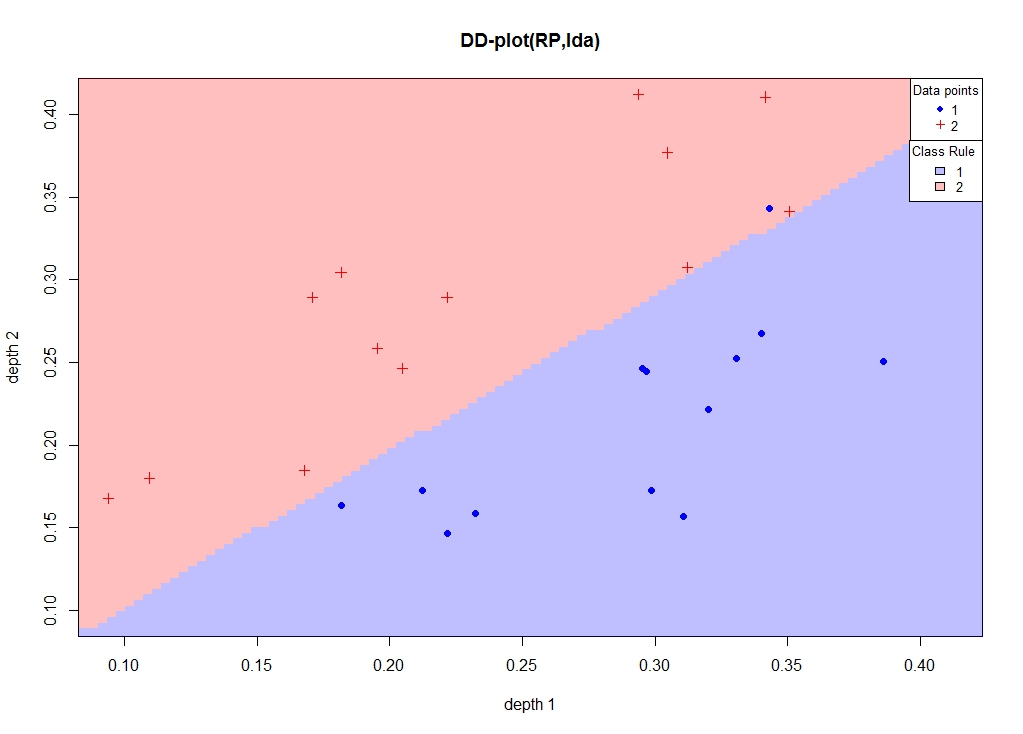 DD-plot(RP,lda)
Data points
1
2
Class Rule
1
2
depth 2
0.40
0.35
0.30
0.25
0.20
0.15
0.10
0.10 0.15 0.20 0.25 0.30 0.35 0.40
depth 1